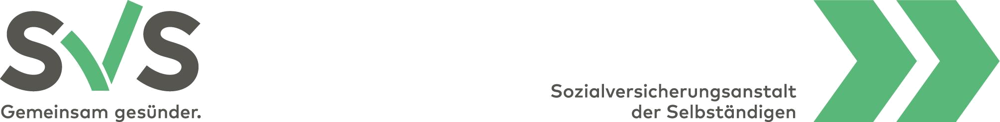 SVS
Gemeinsam gesünder.
Sozialversicherungsanstalt
der Selbständigen